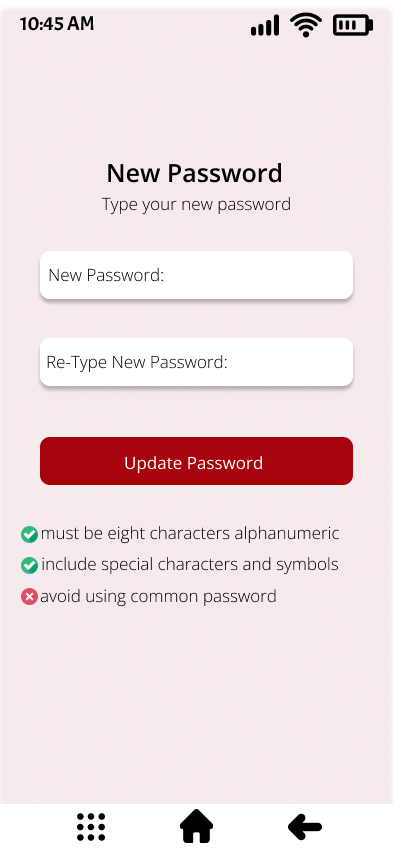 10:45 AM
New Password
Type your new password
New Password:
Re-Type New Password:
Update Password
must be eight characters alphanumeric
include special characters and symbols
avoid using common password